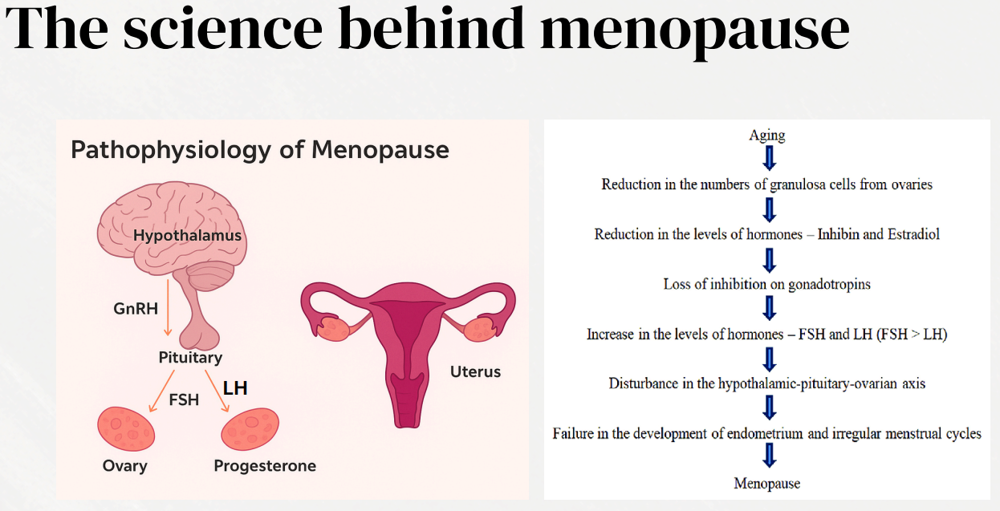 The science behind menopause
Pathophysiology of Menopause
Hypothalamus
GnRH
Pituitary
FSH
LH
Ovary
Progesterone
Uterus
Aging
Reduction in the numbers of granulosa cells from ovaries
Reduction in the levels of hormones – Inhibin and Estradiol
Loss of inhibition on gonadotropins
Increase in the levels of hormones – FSH and LH (FSH > LH)
Disturbance in the hypothalamic-pituitary-ovarian axis
Failure in the development of endometrium and irregular menstrual cycles
Menopause